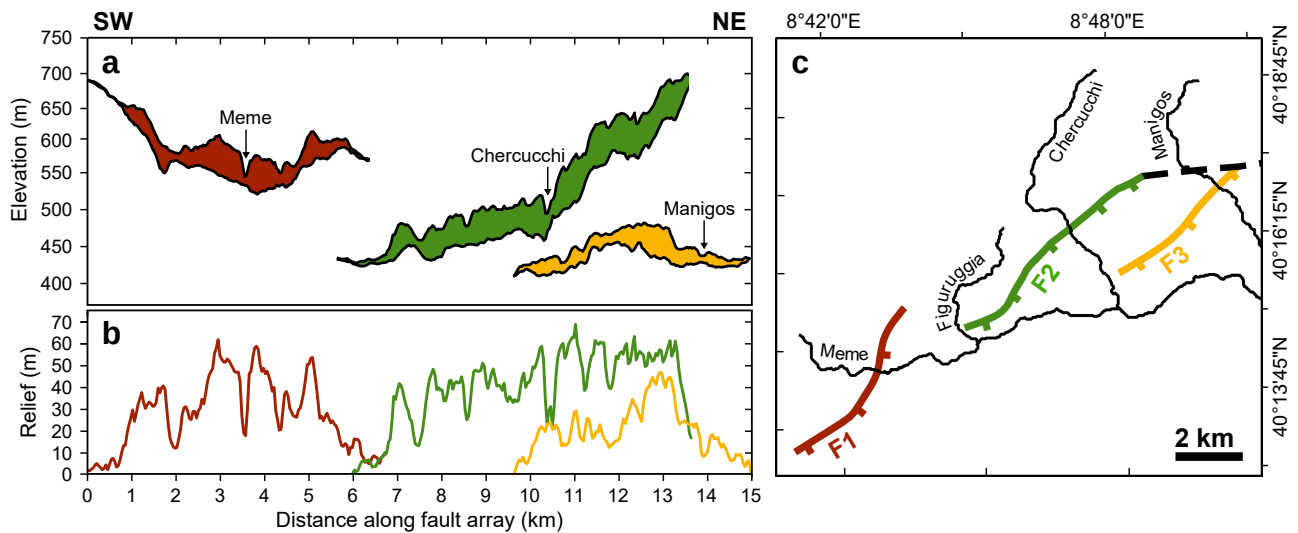 SW
NE
a
750
700
650
600
550
500
450
400
Elevation (m)
Meme
Chercucchi
Manigos
b
70
60
50
40
30
20
10
0
Relief (m)
0 1 2 3 4 5 6 7 8 9 10 11 12 13 14 15
Distance along fault array (km)
8°42'0"E
8°48'0"E
c
Chercucchi
Manigos
Figuruggia
Meme
F1
F2
F3
2 km
40°18'45"N
40°16'15"N
40°13'45"N